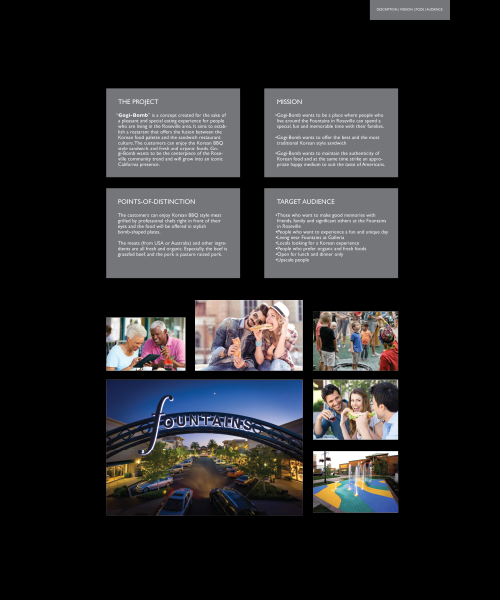 DESCRIPTION | MISSION | PODS | AUDIENCE
THE PROJECT
"Gogi-Bomb" is a concept created for the sake of
a pleasant and special eating experience for people
who are living in the Roseville area. It aims to estab-
lish a restaurant that offers the fusion between the
Korean food palette and the sandwich restaurant
culture. The customers can enjoy the Korean BBQ
style sandwich and fresh and organic foods. Go-
gi-Bomb wants to be the centerpiece of the Rose-
ville community trend and will grow into an iconic
California presence.
MISSION
•Gogi-Bomb wants to be a place where people who
live around the Fountains in Roseville can spend a
special, fun and memorable time with their families.
•Gogi-Bomb wants to offer the best and the most
traditional Korean style sandwich
•Gogi-Bomb wants to maintain the authenticity of
Korean food and at the same time strike an appro-
priate happy medium to suit the taste of Americans.
POINTS-OF-DISTINCTION
The customers can enjoy Korean BBQ style meat
grilled by professional chefs right in front of their
eyes and the food will be offered in stylish
bomb-shaped plates.
The meats (from USA or Australia) and other ingre-
dients are all fresh and organic. Especially, the beef is
grassfed beef and the pork is pasture raised pork.
TARGET AUDIENCE
•Those who want to make good memories with
friends, family and significant others at the Fountains
in Roseville
•People who want to experience a fun and unique day
•Living near Fountains or Galleria
•Locals looking for a Korean experience
•People who prefer organic and fresh foods
•Open for lunch and dinner only
•Upscale people
fOUNTAINS